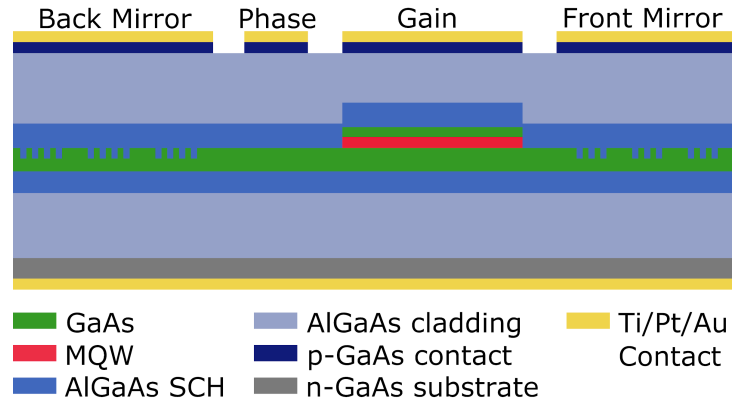 Back Mirror Phase Gain Front Mirror
GaAs AlGaAs cladding Ti/Pt/Au
MQW p-GaAs contact Contact
AlGaAs SCH n-GaAs substrate